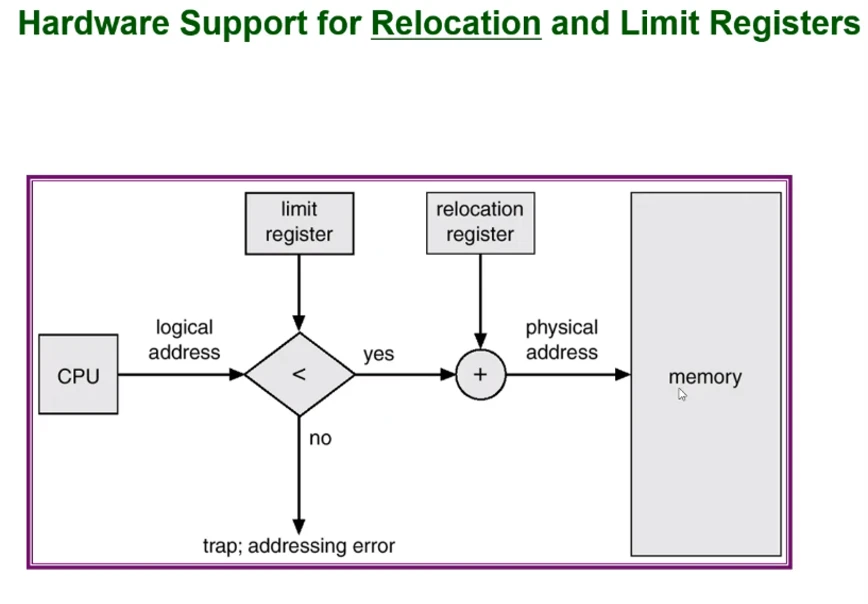 Hardware Support for Relocation and Limit Registers
limit
register
relocation
register
logical
address
physical
address
CPU
<
yes
+
memory
no
trap; addressing error